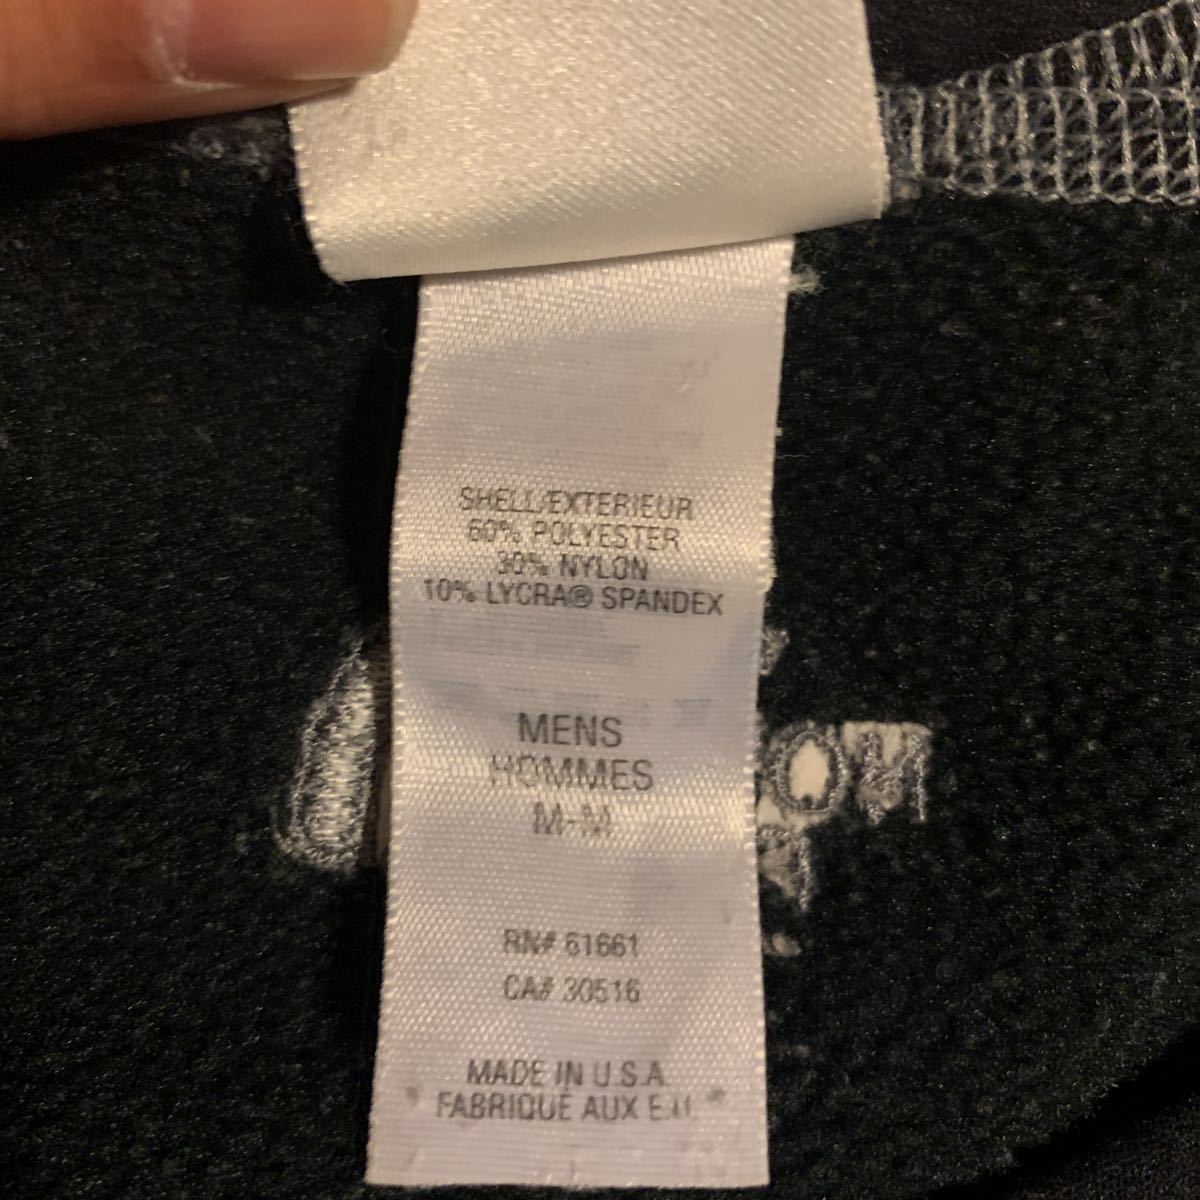 SHELL/EXTERIEUR
60% POLYESTER
30% NYLON
10% LYCRA® SPANDEX
MENS
HOMMES
M-M
RN# 61661
CA# 30516
MADE IN U.S.A.
FABRIQUÉ AUX E.U.